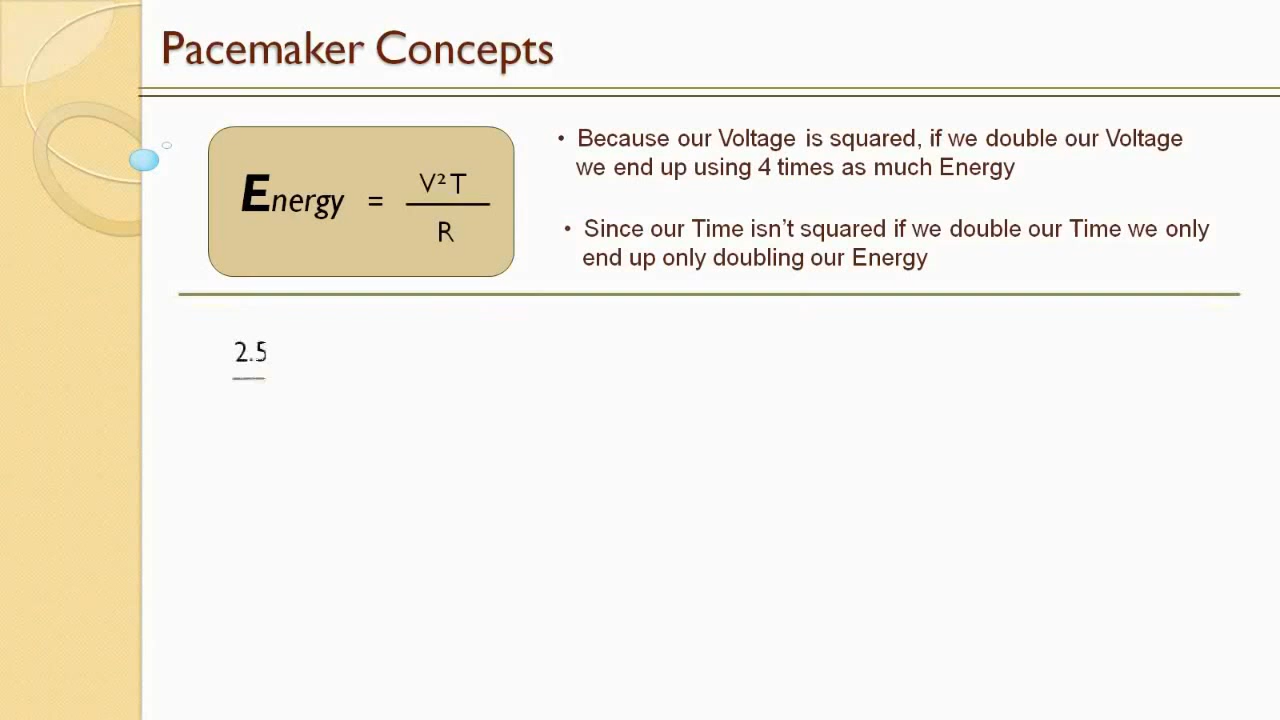 Pacemaker Concepts
Energy = V²T
R
• Because our Voltage is squared, if we double our Voltage
we end up using 4 times as much Energy
• Since our Time isn't squared if we double our Time we only
end up only doubling our Energy
2.5